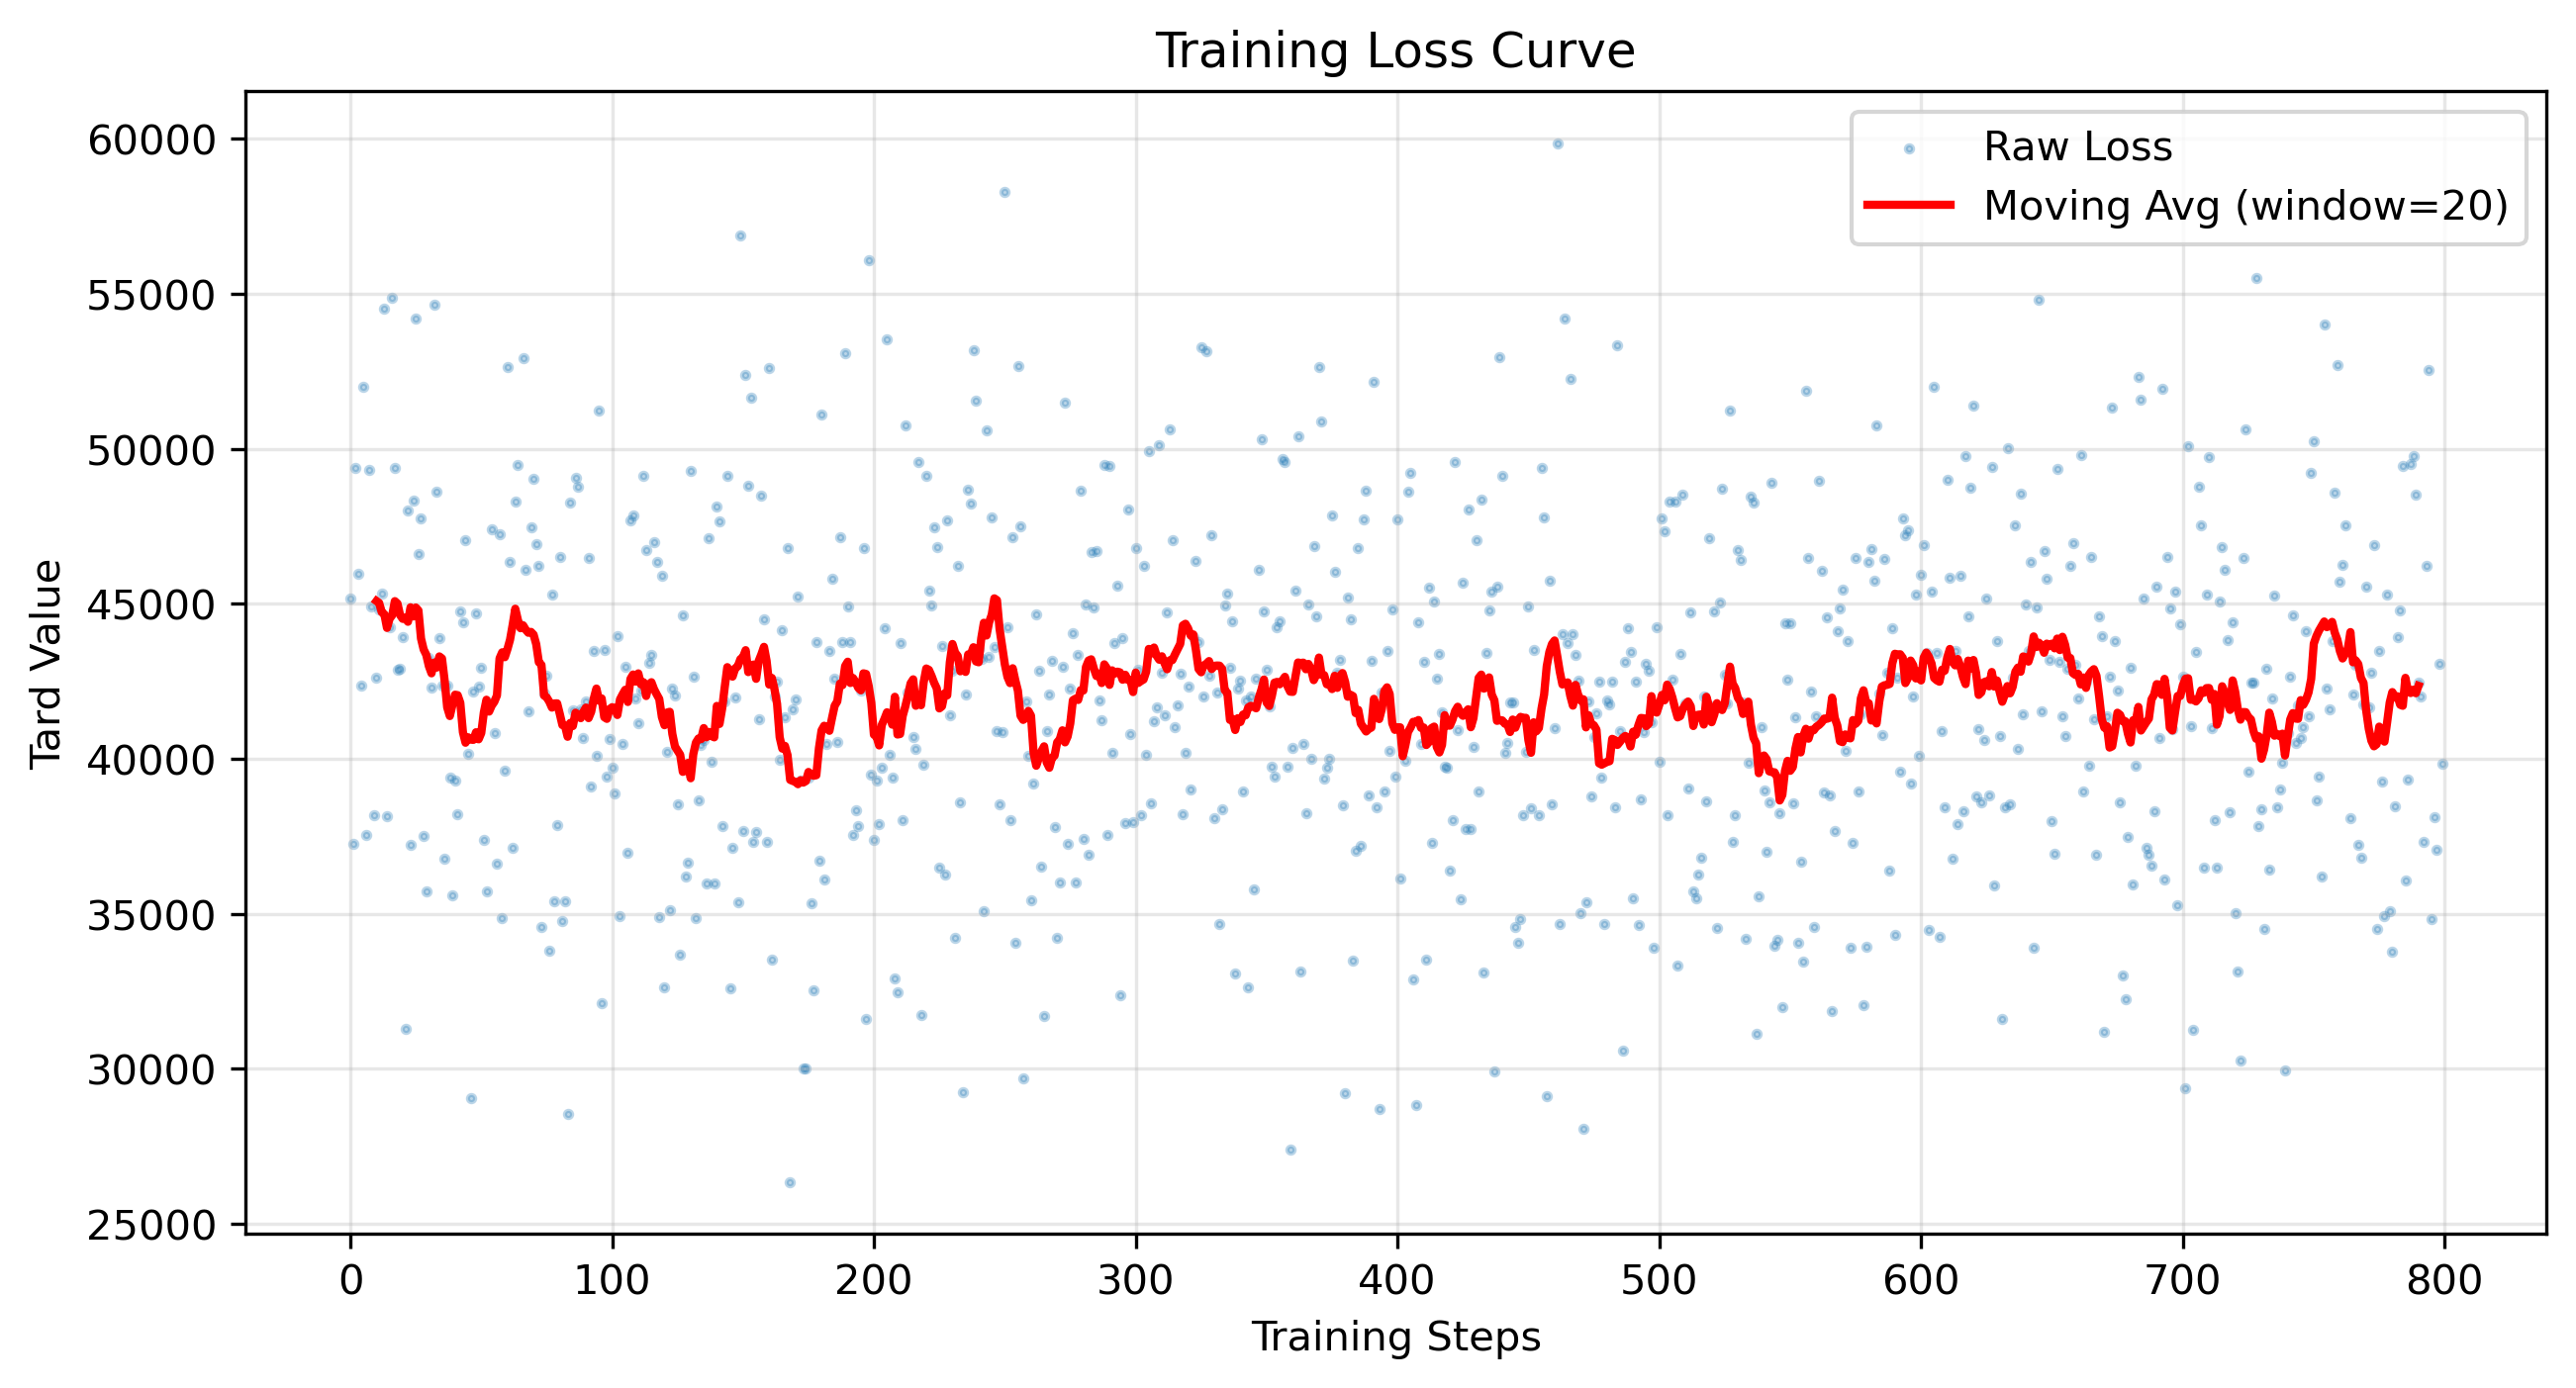 Training Loss Curve
Raw Loss
Moving Avg (window=20)
60000
55000
50000
45000
40000
35000
30000
25000
Tard Value
0 100 200 300 400 500 600 700 800
Training Steps